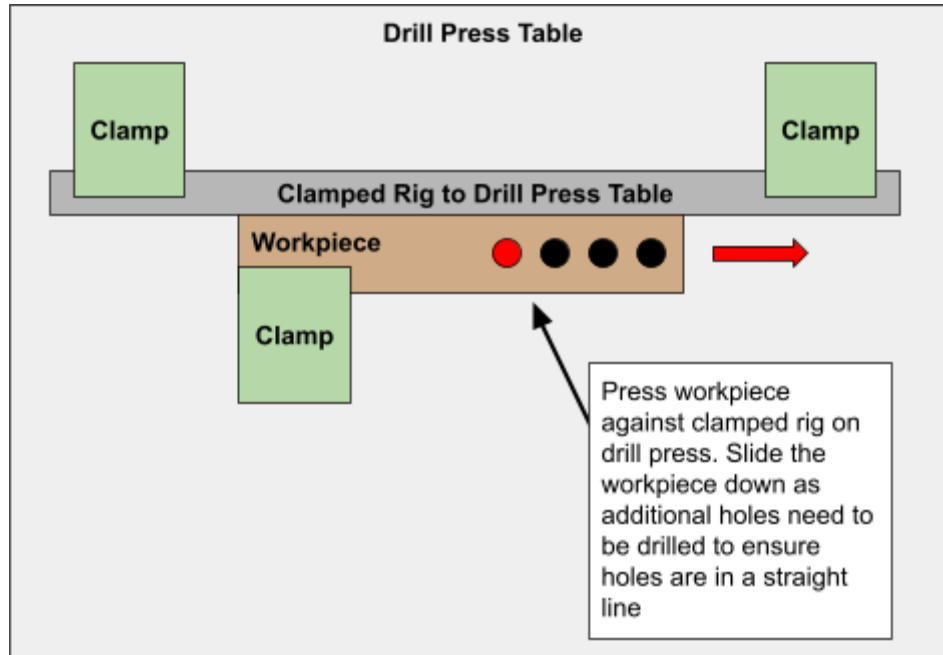 Drill Press Table
Clamp
Clamp
Clamped Rig to Drill Press Table
Workpiece
Clamp
Press workpiece
against clamped rig on
drill press. Slide the
workpiece down as
additional holes need to
be drilled to ensure
holes are in a straight
line